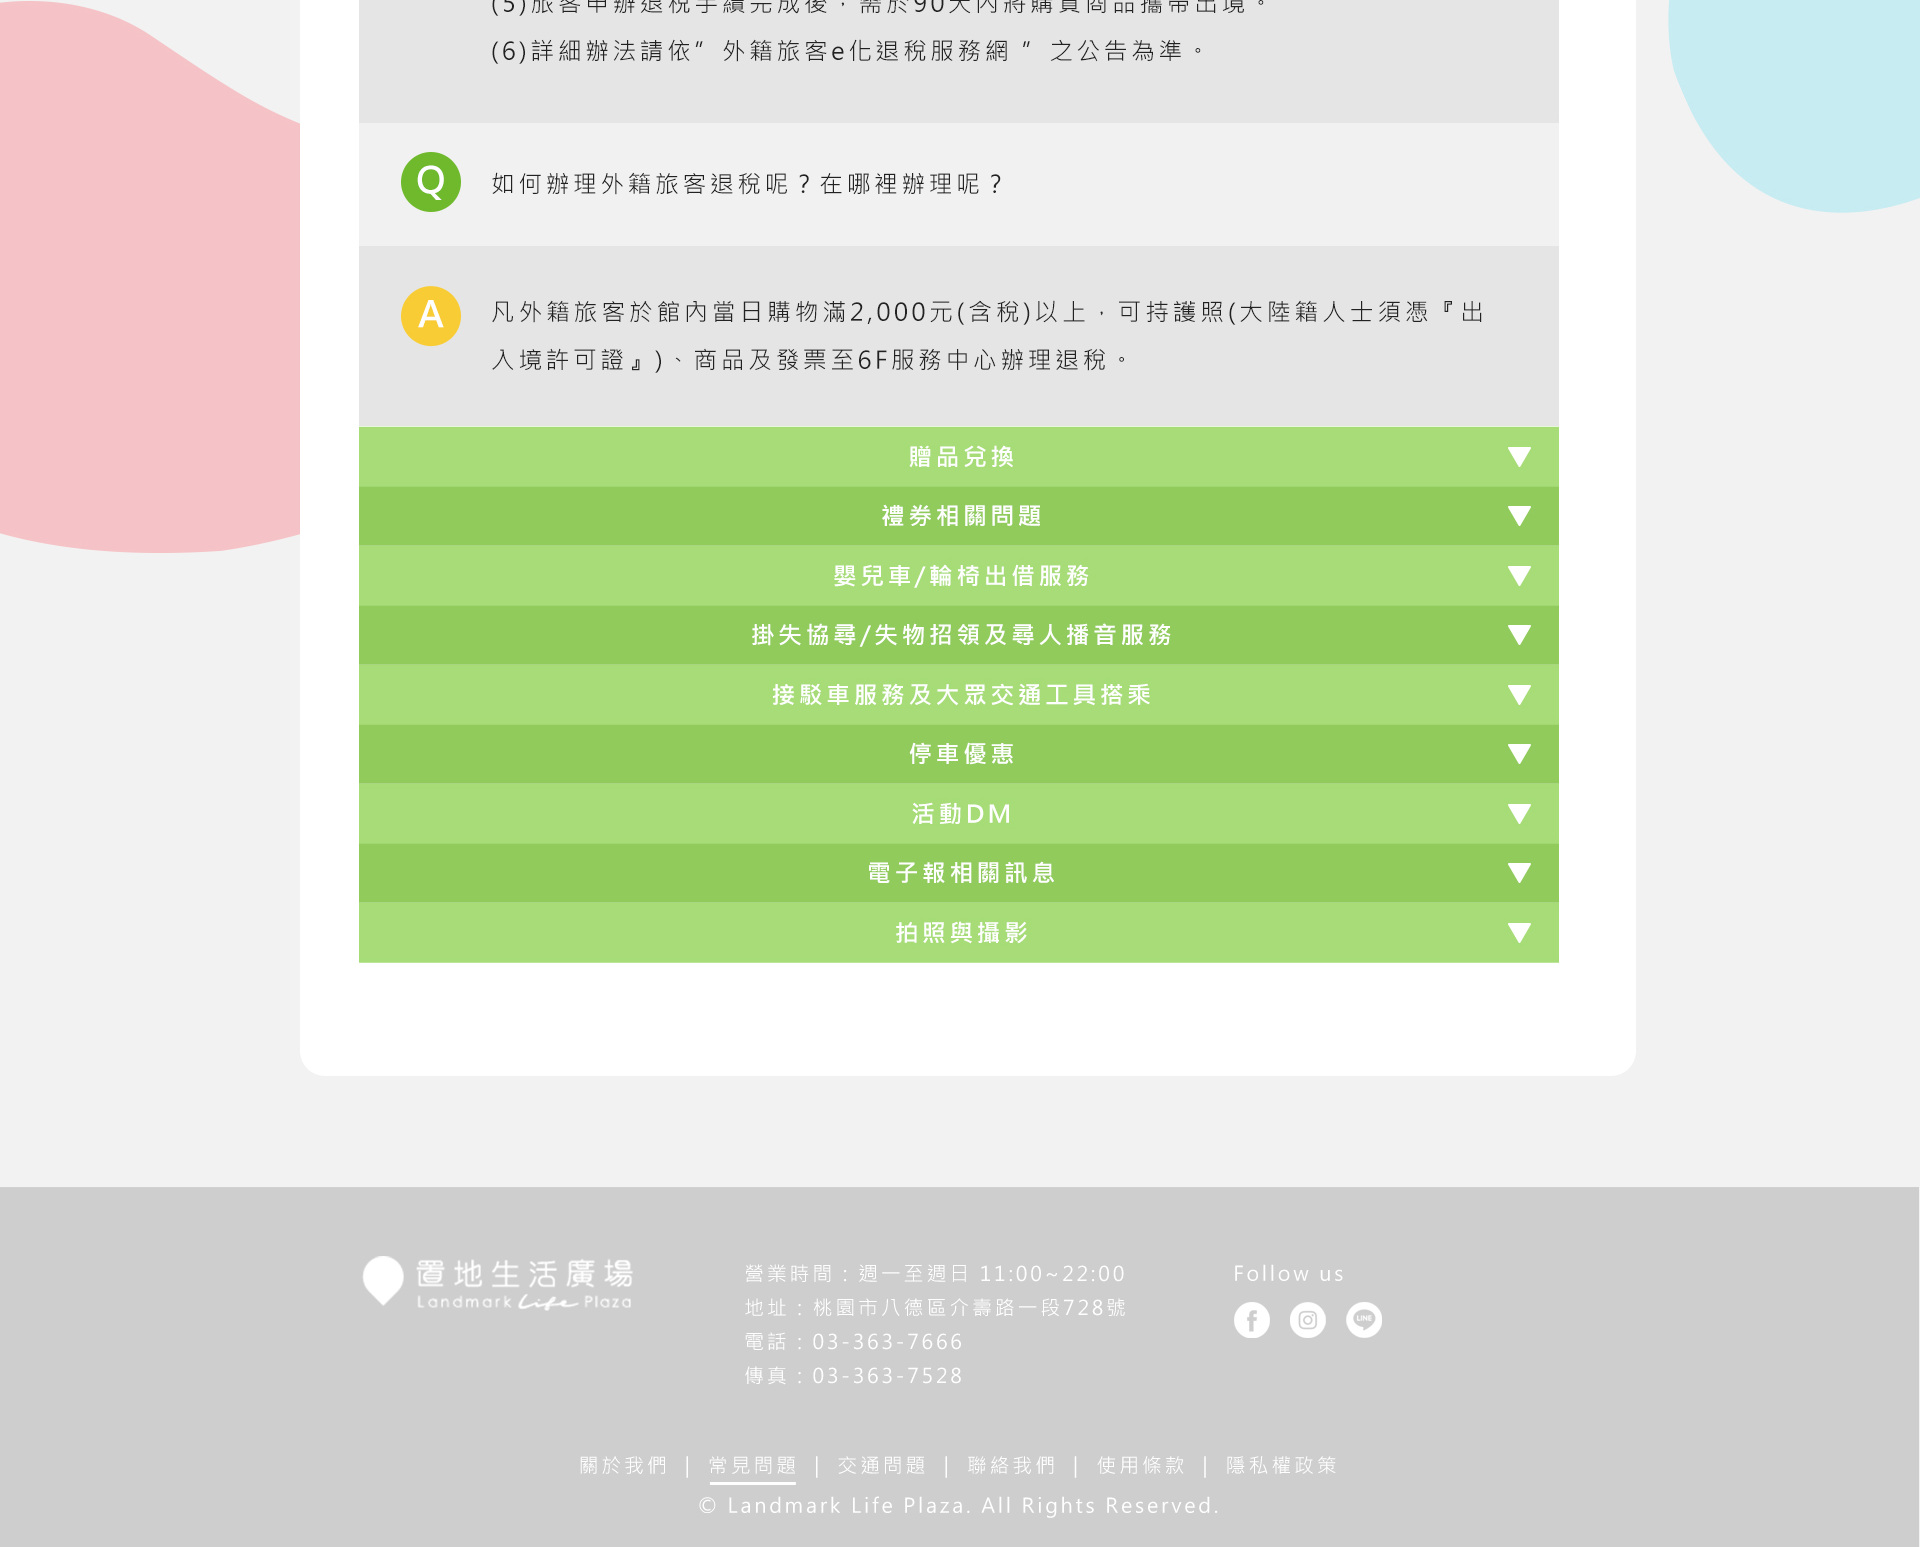 (5)旅客申辦退稅手續完成後，需於90天內將購買商品攜帶出境。
(6)詳細辦法請依”外籍旅客e化退稅服務網 ”之公告為準。
Q
如何辦理外籍旅客退稅呢？在哪裡辦理呢？
A
凡外籍旅客於館內當日購物滿2,000元(含稅)以上，可持護照(大陸籍人士須憑『出
入境許可證』)、商品及發票至6F服務中心辦理退稅。
贈品兌換
禮券相關問題
嬰兒車/輪椅出借服務
掛失協尋/失物招領及尋人播音服務
接駁車服務及大眾交通工具搭乘
停車優惠
活動DM
電子報相關訊息
拍照與攝影
置地生活廣場
Landmark Life Plaza
營業時間：週一至週日 11:00~22:00
地址：桃園市八德區介壽路一段728號
電話：03-363-7666
傳真：03-363-7528
Follow us
LINE
關於我們 | 常見問題 | 交通問題 | 聯絡我們 | 使用條款 | 隱私權政策
© Landmark Life Plaza. All Rights Reserved.